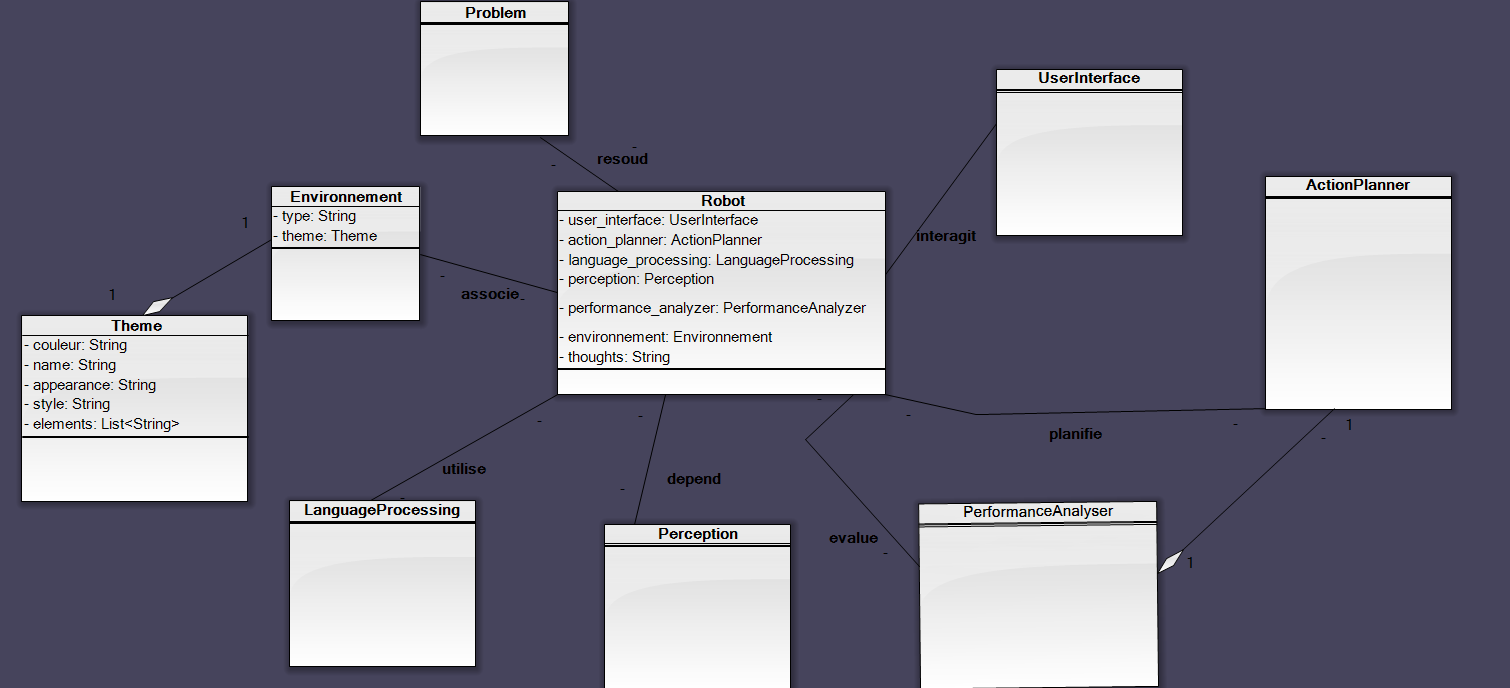 Problem
resoud
UserInterface
interagit
ActionPlanner
Environnement
- type: String
- theme: Theme
1
1
associe
Robot
- user_interface: UserInterface
- action_planner: ActionPlanner
- language_processing: LanguageProcessing
- perception: Perception
- performance_analyzer: PerformanceAnalyzer
- environnement: Environnement
- thoughts: String
Theme
- couleur: String
- name: String
- appearance: String
- style: String
- elements: List<String>
utilise
depend
evalue
planifie
1
1
LanguageProcessing
Perception
PerformanceAnalyser